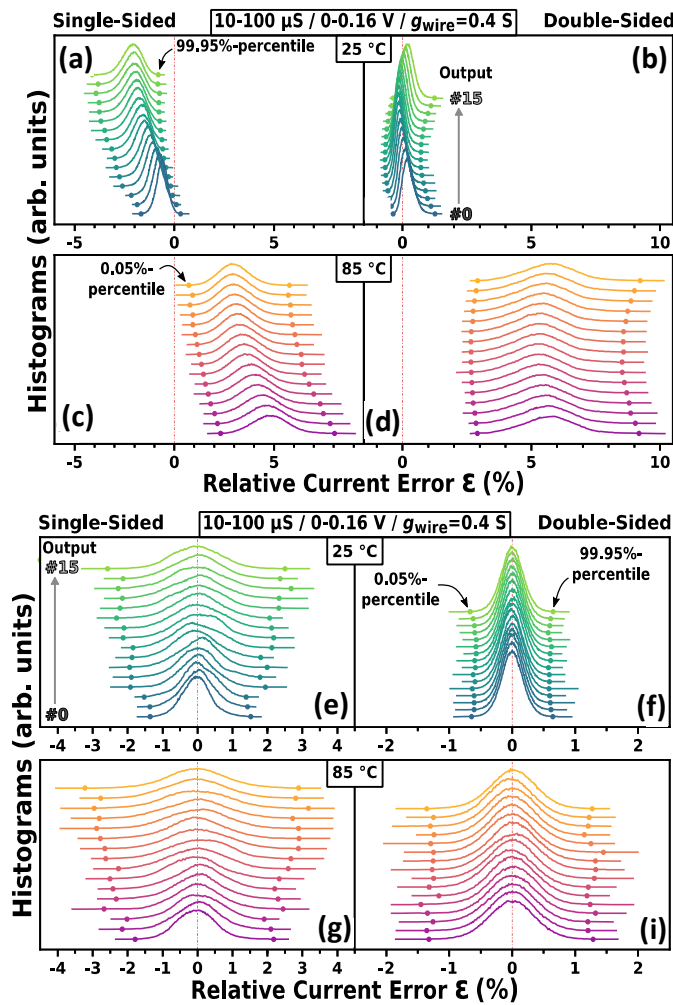 Single-Sided 10-100 µS / 0-0.16 V / gwire=0.4 S Double-Sided
(a) 99.95%-percentile 25 °C (b)
Output
#15
#0
-5 0 5 0 5 10
0.05%-
percentile
85 °C
(c) (d)
-5 0 5 0 5 10
Histograms (arb. units)
Relative Current Error ε (%)
Single-Sided 10-100 µS / 0-0.16 V / gwire=0.4 S Double-Sided
Output
#15
25 °C
0.05%-
percentile
99.95%-
percentile
#0
(e) (f)
-4 -3 -2 -1 0 1 2 3 4 -2 -1 0 1 2
85 °C
(g) (i)
-4 -3 -2 -1 0 1 2 3 4 -2 -1 0 1 2
Histograms (arb. units)
Relative Current Error ε (%)